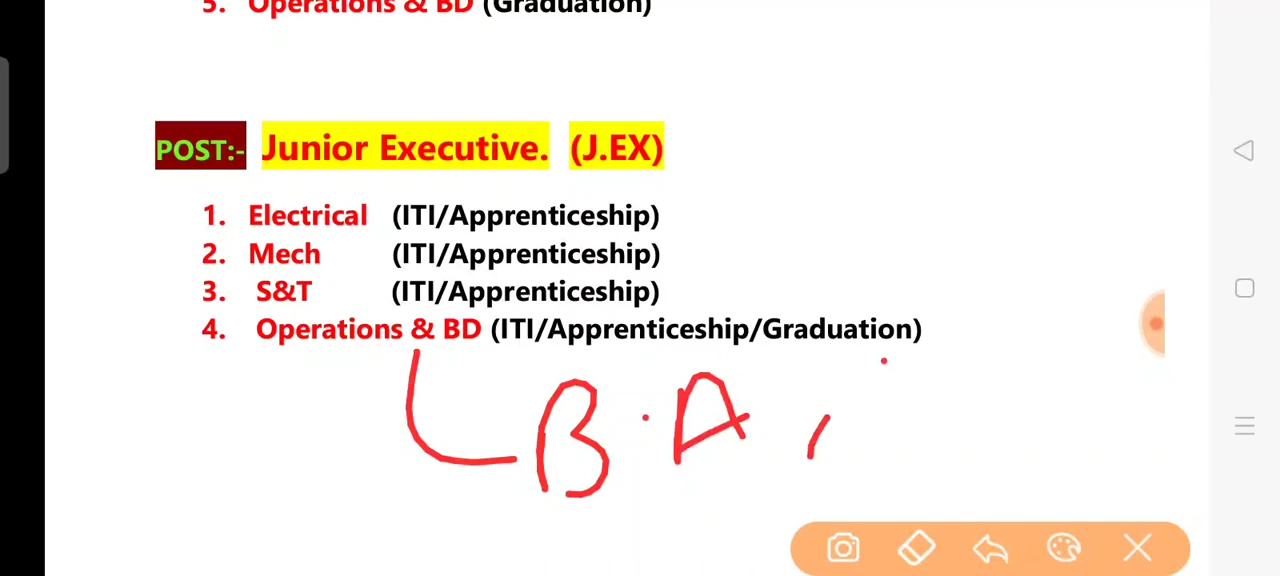 5. Operations & BD (Graduation)
POST:- Junior Executive. (J.EX)
1. Electrical (ITI/Apprenticeship)
2. Mech (ITI/Apprenticeship)
3. S&T (ITI/Apprenticeship)
4. Operations & BD (ITI/Apprenticeship/Graduation)
B.A,